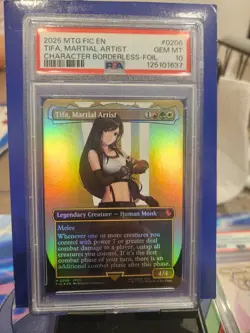 2025 MTG FIC EN #0206
TIFA, MARTIAL ARTIST GEM MT
CHARACTER BORDERLESS-FOIL 10
PSA 125101637
Tifa, Martial Artist
Legendary Creature — Human Monk
Melee
Whenever one or more creatures you
control with power 7 or greater deal
combat damage to a player, untap all
creatures you control. If it's the first
combat phase of your turn, there is an
additional combat phase after this phase.
4/4